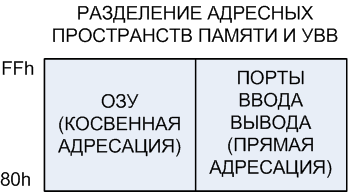 РАЗДЕЛЕНИЕ АДРЕСНЫХ
ПРОСТРАНСТВ ПАМЯТИ И УВВ
FFh
80h
ОЗУ
(КОСВЕННАЯ
АДРЕСАЦИЯ)
ПОРТЫ
ВВОДА
ВЫВОДА
(ПРЯМАЯ
АДРЕСАЦИЯ)